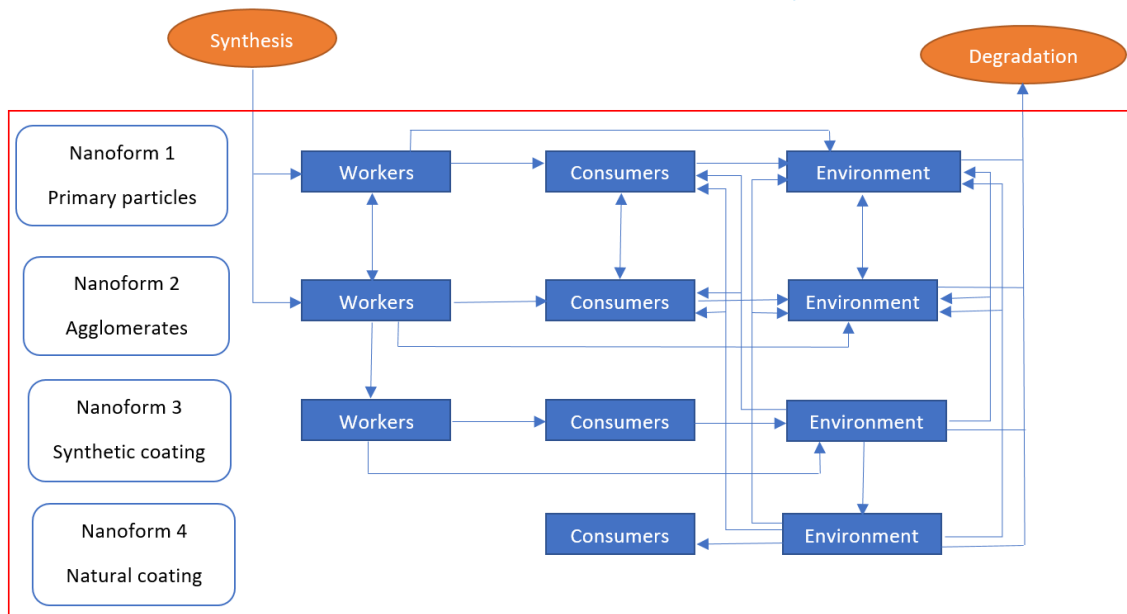 Synthesis
Degradation
Nanoform 1
Primary particles
Workers
Consumers
Environment
Nanoform 2
Agglomerates
Workers
Consumers
Environment
Nanoform 3
Synthetic coating
Workers
Consumers
Environment
Nanoform 4
Natural coating
Consumers
Environment